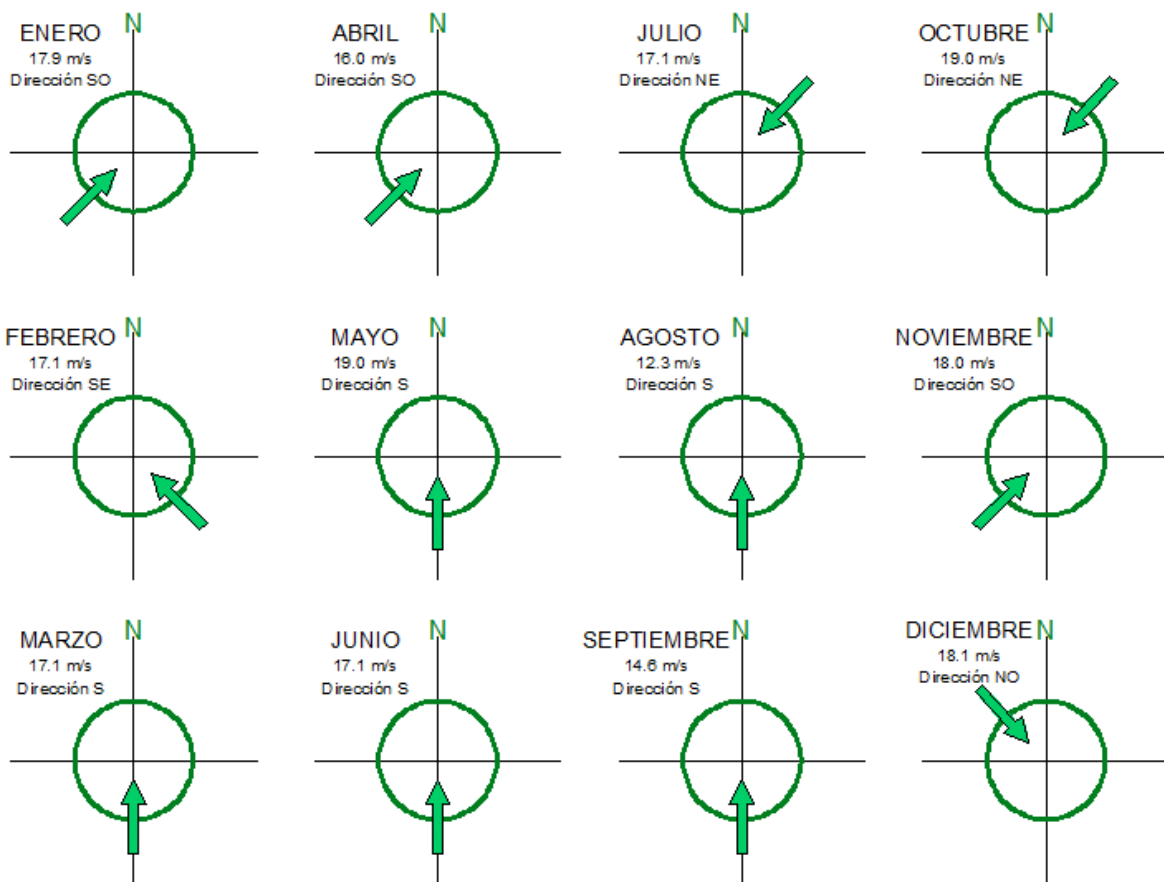 N
ENERO
17.9 m/s
Dirección SO
N
ABRIL
16.0 m/s
Dirección SO
N
JULIO
17.1 m/s
Dirección NE
N
OCTUBRE
19.0 m/s
Dirección NE
N
FEBRERO
17.1 m/s
Dirección SE
N
MAYO
19.0 m/s
Dirección S
N
AGOSTO
12.3 m/s
Dirección S
N
NOVIEMBRE
18.0 m/s
Dirección SO
N
MARZO
17.1 m/s
Dirección S
N
JUNIO
17.1 m/s
Dirección S
N
SEPTIEMBRE
14.6 m/s
Dirección S
N
DICIEMBRE
18.1 m/s
Dirección NO